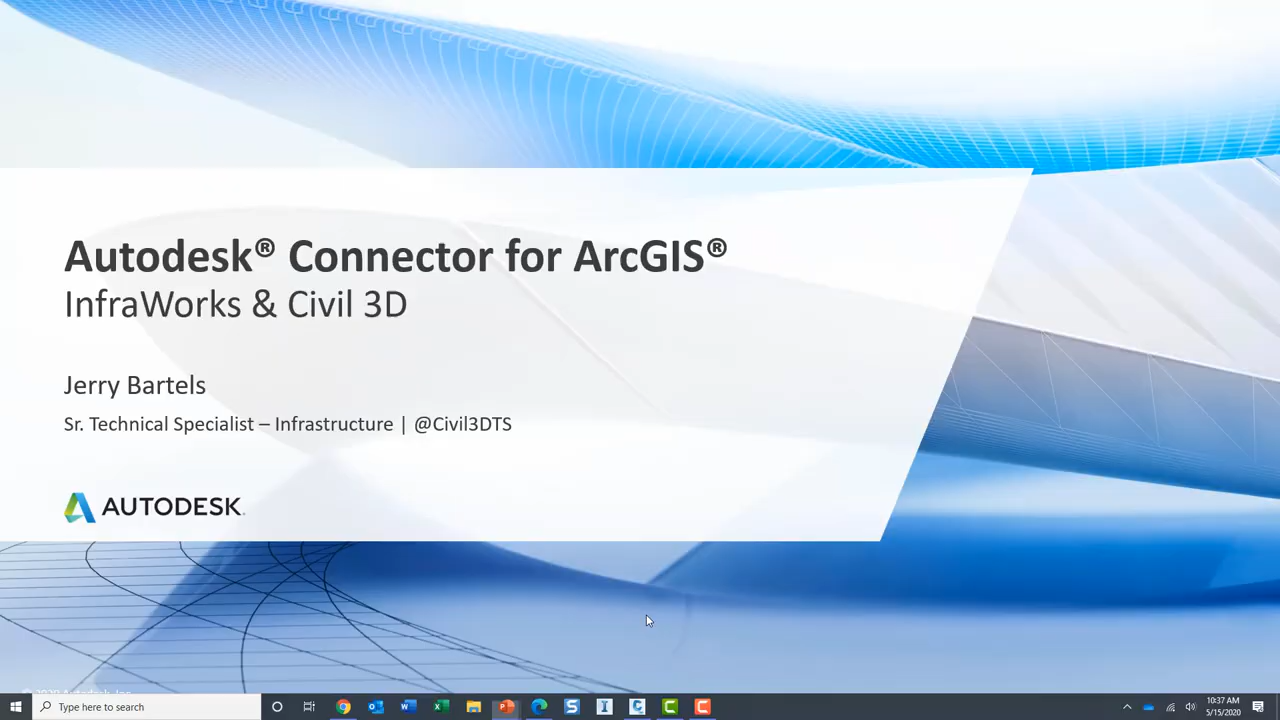 Autodesk® Connector for ArcGIS®
InfraWorks & Civil 3D
Jerry Bartels
Sr. Technical Specialist – Infrastructure | @Civil3DTS
AUTODESK.
Type here to search
10:37 AM
5/15/2020